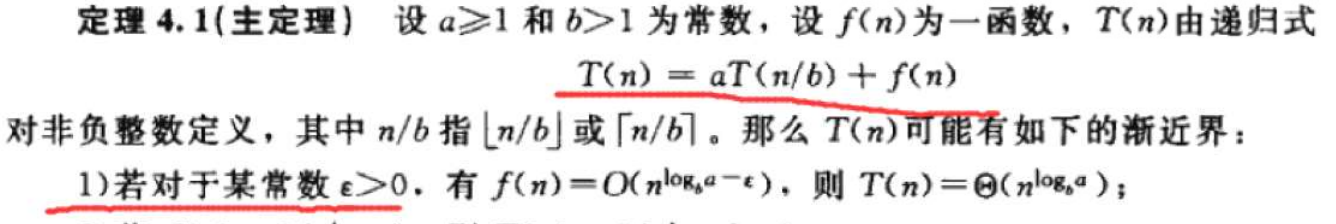 定理 4.1(主定理) 设 a≥1 和 b>1 为常数，设 f(n)为一函数，T(n)由递归式
T(n) = aT(n/b) + f(n)
对非负整数定义，其中 n/b 指⌊n/b⌋或⌈n/b⌉。那么 T(n)可能有如下的渐近界：
1)若对于某常数 ε>0，有 f(n)=O(n^{log_b a-ε})，则 T(n)=Θ(n^{log_b a})；